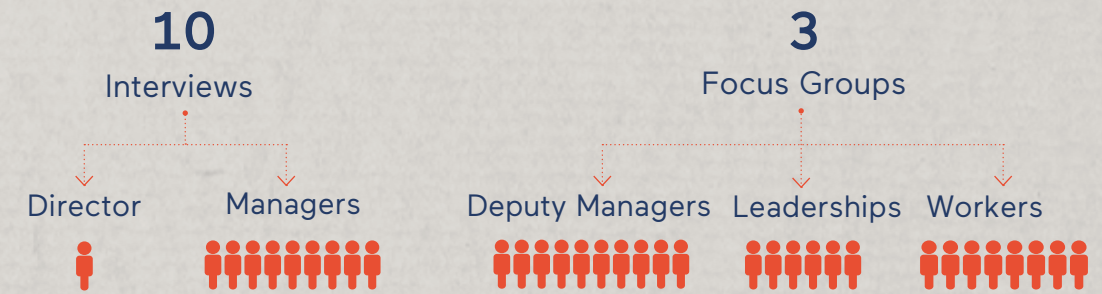 10
Interviews
Director
Managers
3
Focus Groups
Deputy Managers
Leaderships
Workers